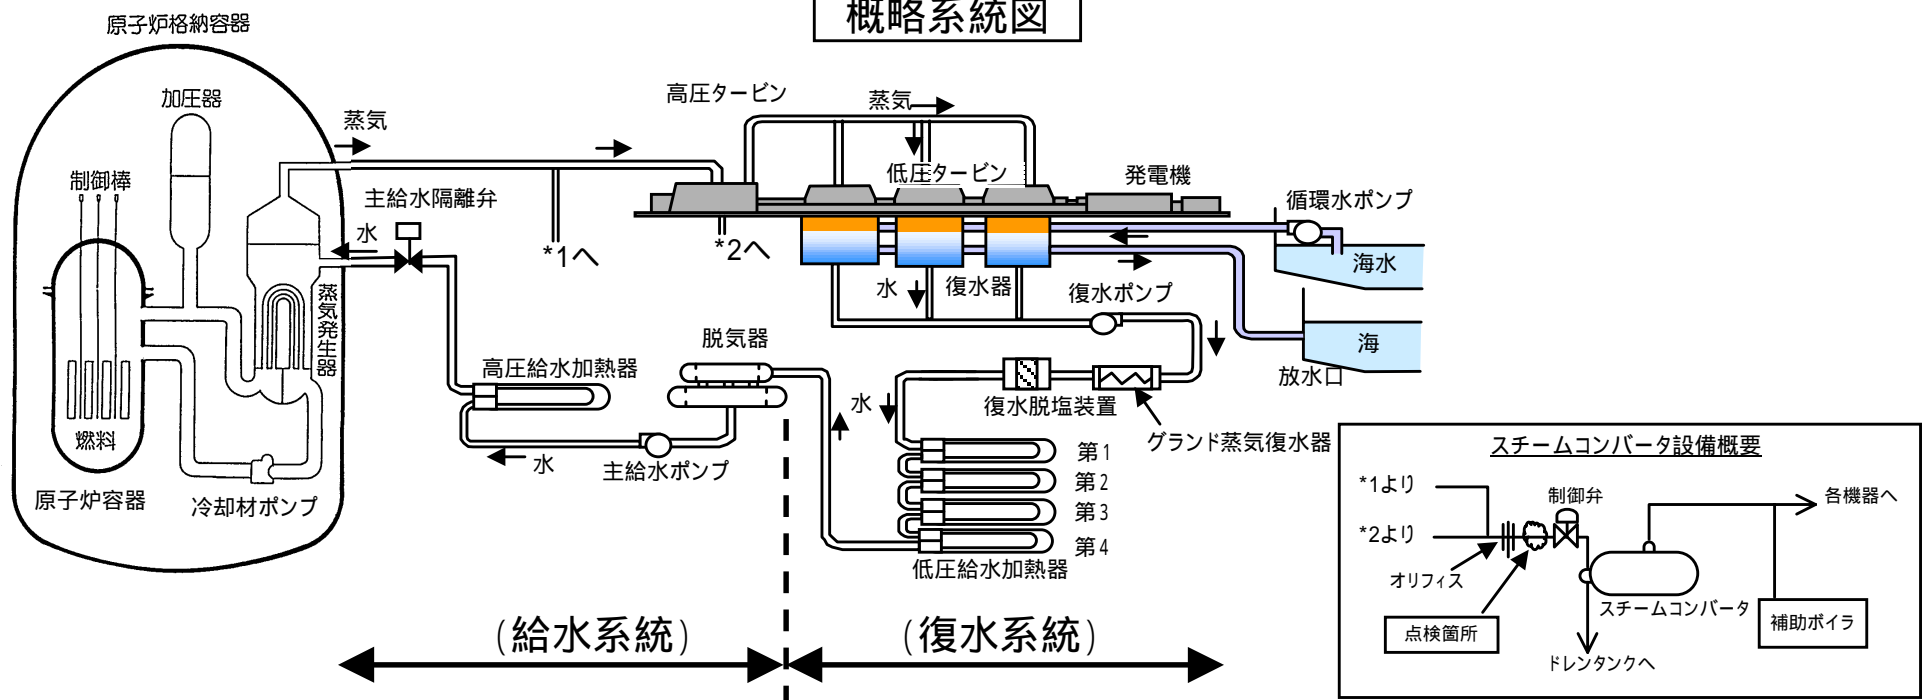 概略系統図
原子炉格納容器
加圧器
制御棒
蒸気
主給水隔離弁
水
蒸気発生器
燃料
原子炉容器
冷却材ポンプ
*1へ
高圧タービン
蒸気
低圧タービン
発電機
*2へ
循環水ポンプ
海水
水
復水器
復水ポンプ
海
放水口
脱気器
高圧給水加熱器
水
主給水ポンプ
水
復水脱塩装置
グランド蒸気復水器
第1
第2
第3
第4
低圧給水加熱器
(給水系統)
(復水系統)
スチームコンバータ設備概要
*1より
*2より
制御弁
各機器へ
オリフィス
点検箇所
スチームコンバータ
補助ボイラ
ドレンタンクへ